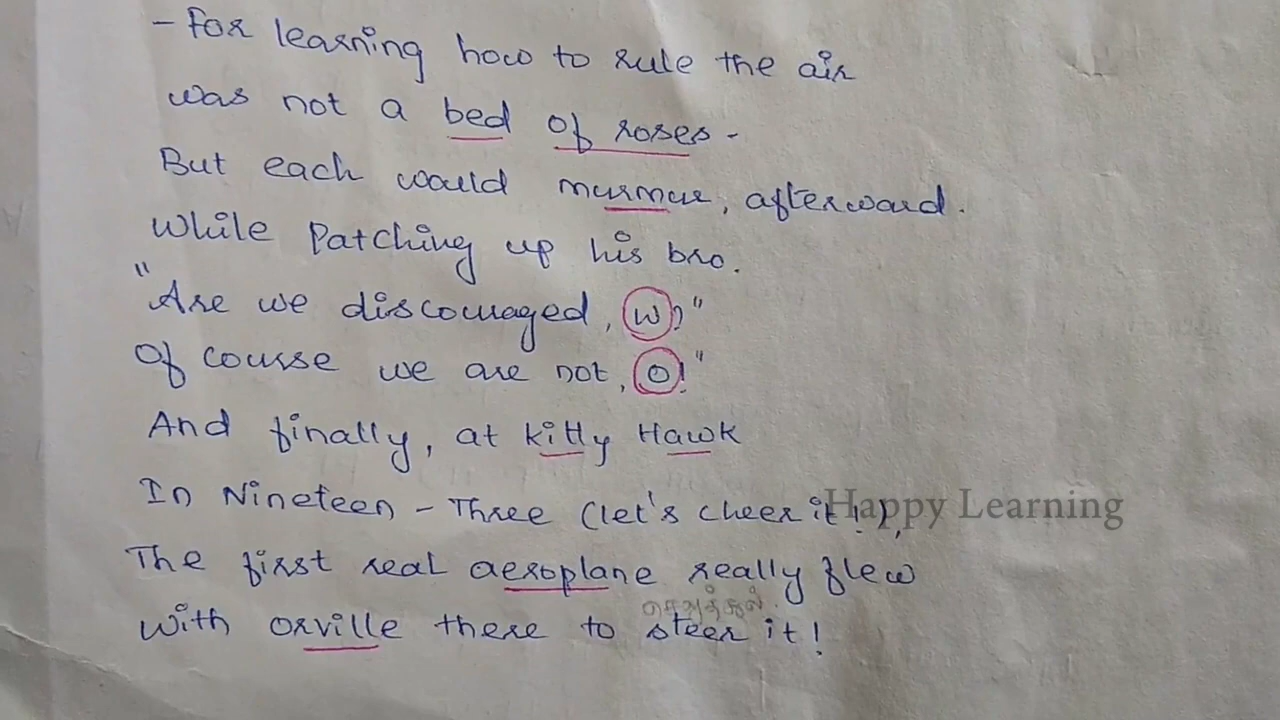 - For learning how to rule the air
was not a bed of roses -
But each would murmur, afterward.
While Patching up his bro.
"Are we discouraged, W?"
Of course we are not, O!"
And finally, at Kitty Hawk
In Nineteen - Three (let's cheer it!),
Happy Learning
The first real aeroplane really flew
செலுத்தல்
With Orville there to steer it!